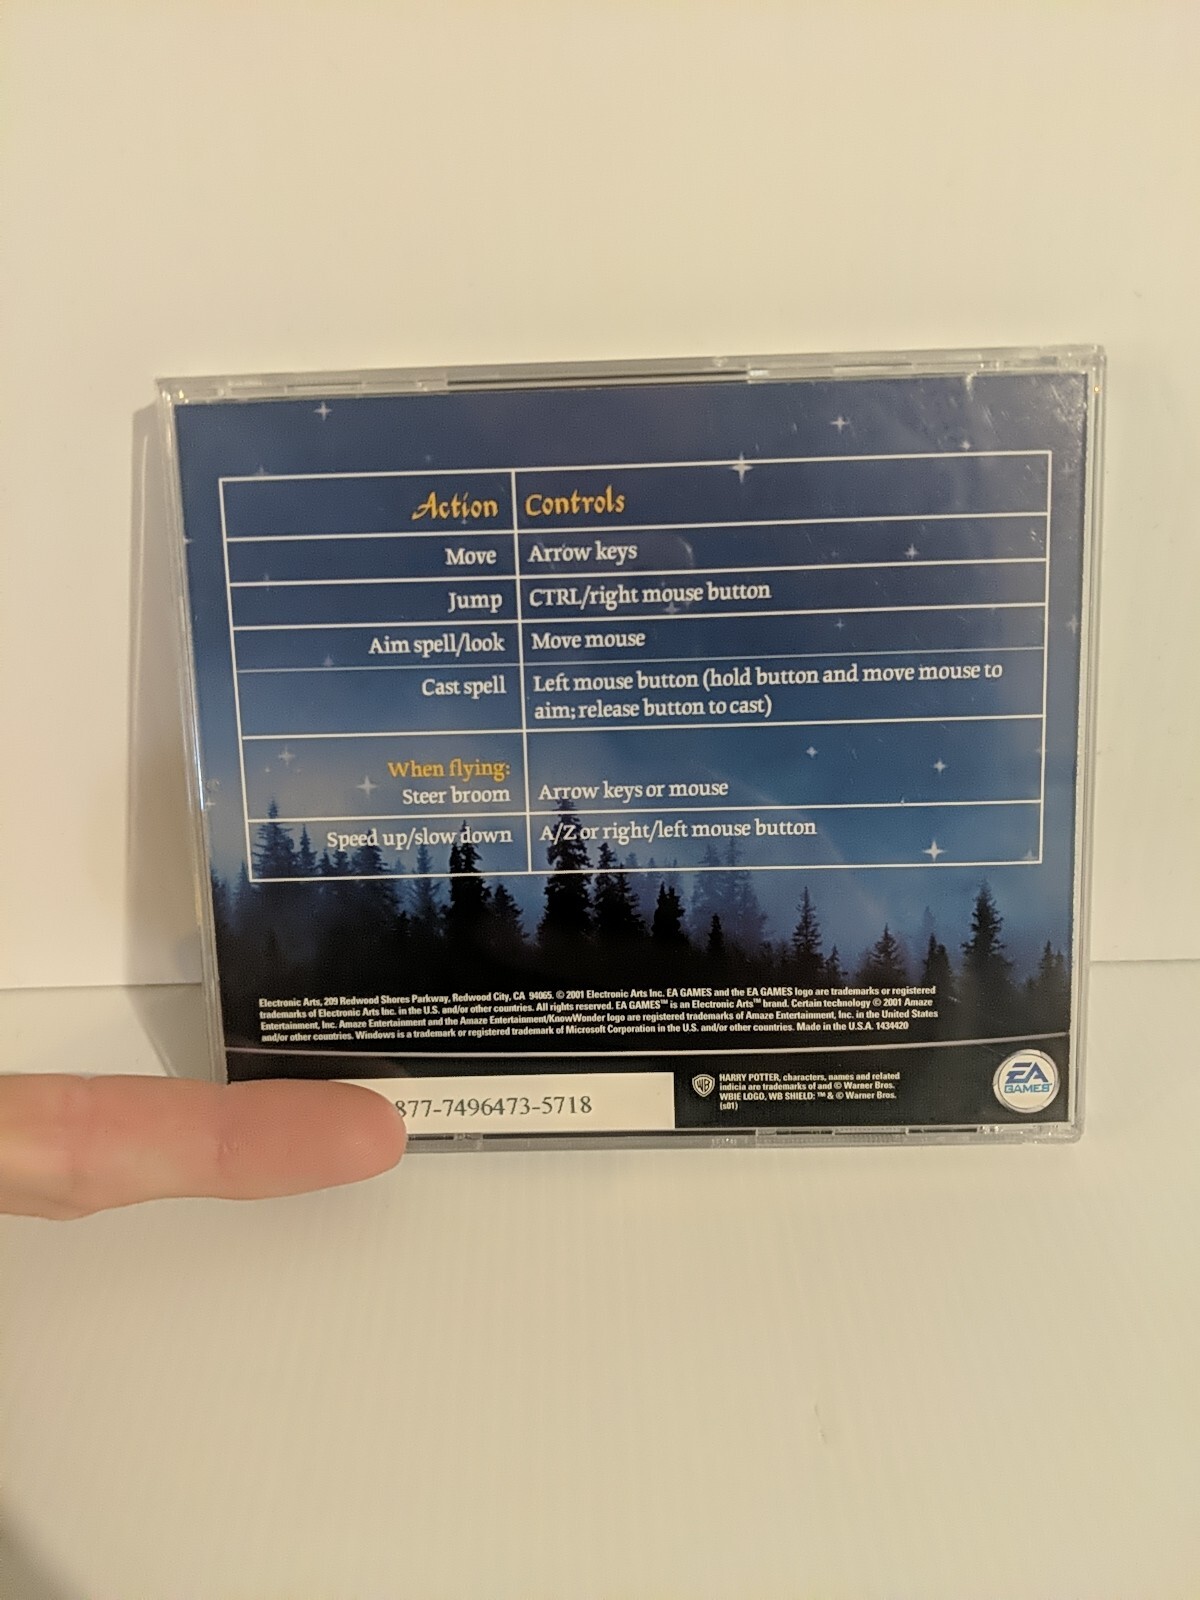 Action Controls
Move Arrow keys
Jump CTRL/right mouse button
Aim spell/look Move mouse
Cast spell Left mouse button (hold button and move mouse to
aim; release button to cast)
When flying:
Steer broom Arrow keys or mouse
Speed up/slow down A/Z or right/left mouse button
Electronic Arts, 209 Redwood Shores Parkway, Redwood City, CA 94065. © 2001 Electronic Arts Inc. EA GAMES and the EA GAMES logo are trademarks or registered
trademarks of Electronic Arts Inc. in the U.S. and/or other countries. All rights reserved. EA GAMES™ is an Electronic Arts™ brand. Certain technology © 2001 Amaze
Entertainment, Inc. Amaze Entertainment and the Amaze Entertainment/KnowWonder logo are registered trademarks of Amaze Entertainment, Inc. in the United States
and/or other countries. Windows is a trademark or registered trademark of Microsoft Corporation in the U.S. and/or other countries. Made in the U.S.A. 1434420
877-7496473-5718
WB
HARRY POTTER, characters, names and related
indicia are trademarks of and © Warner Bros.
WBIE LOGO, WB SHIELD: ™ & © Warner Bros.
(s01)
EA
GAMES™